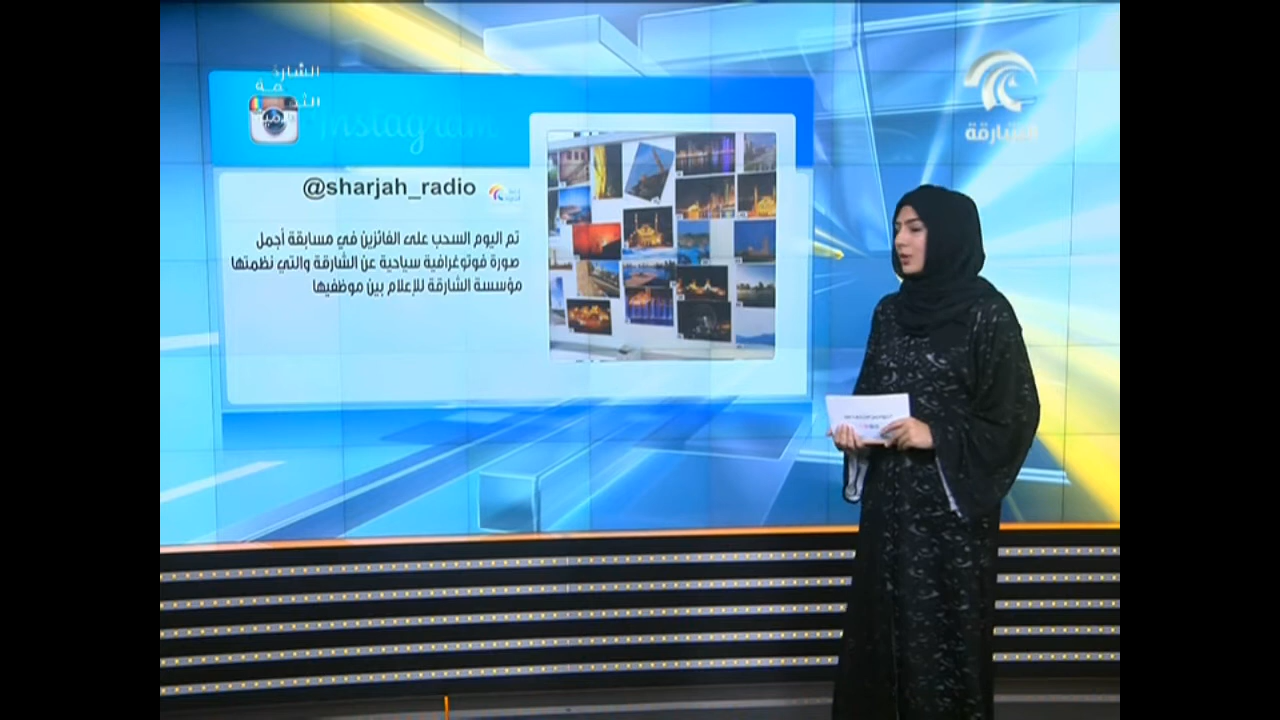 الشارقة
Instagram
@sharjah_radio
تم اليوم السحب على الفائزين في مسابقة أجمل
صورة فوتوغرافية سياحية عن الشارقة والتي نظمتها
مؤسسة الشارقة للإعلام بين موظفيها